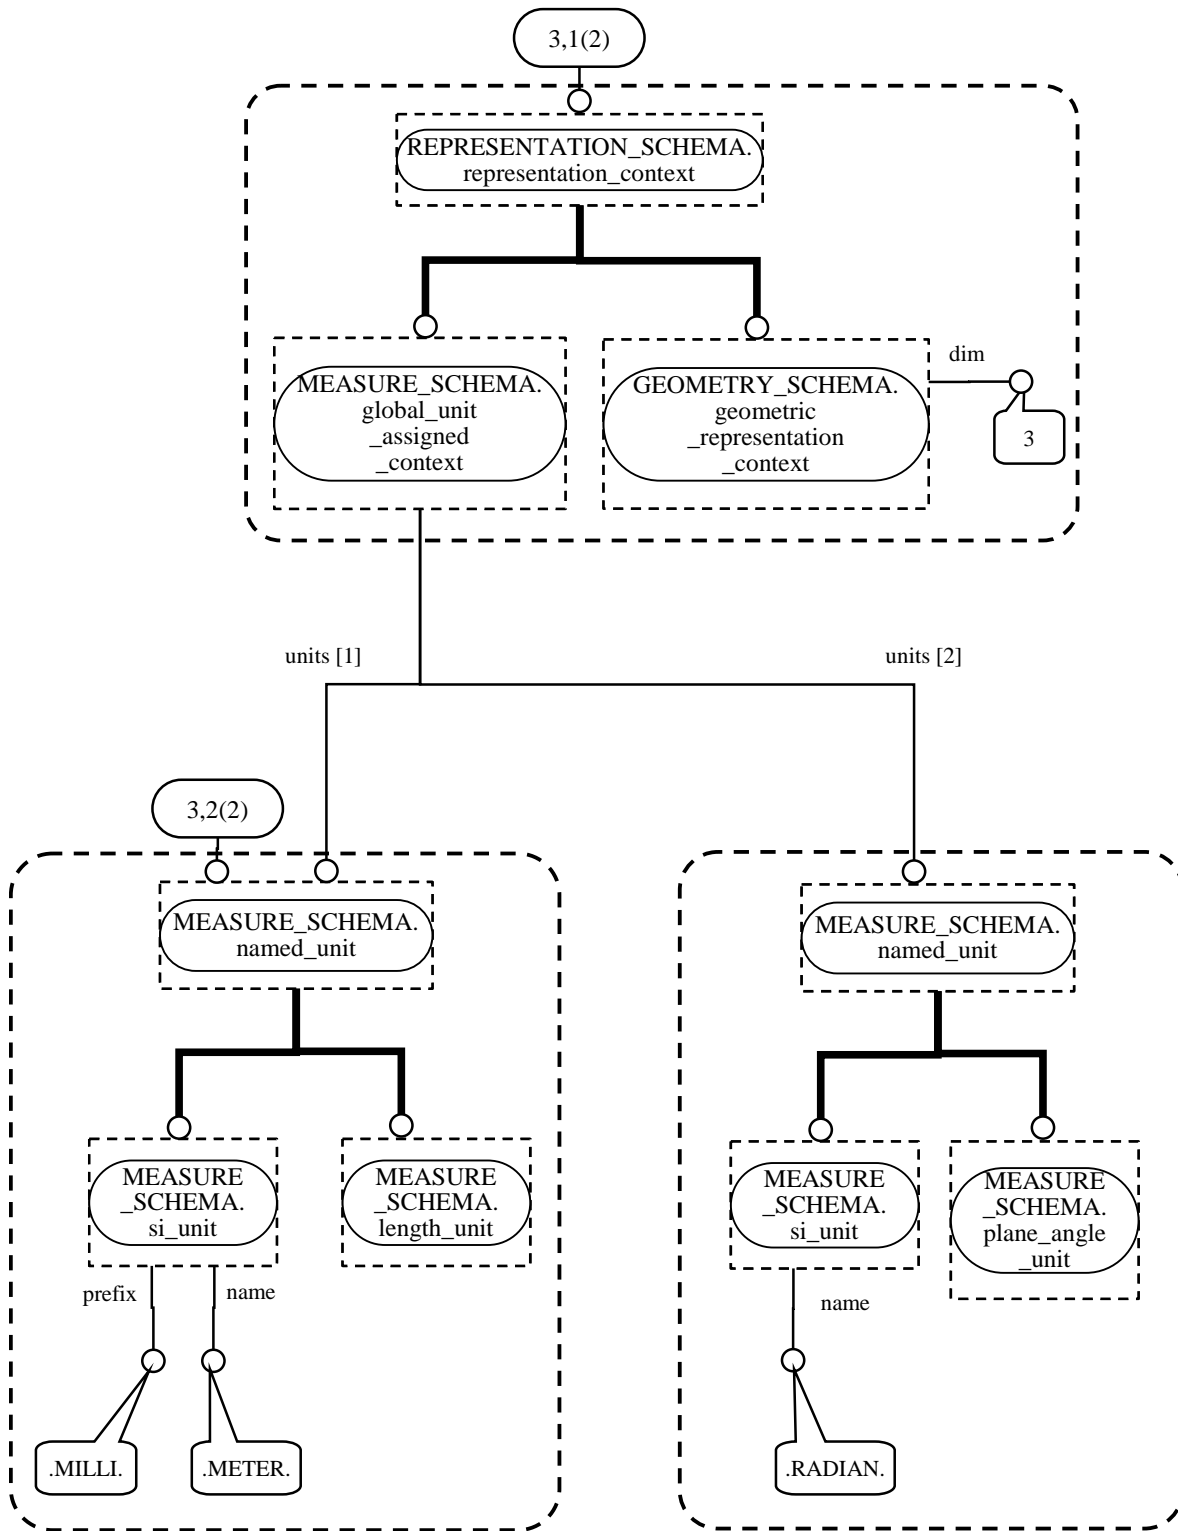 3,1(2)
REPRESENTATION_SCHEMA.
representation_context
MEASURE_SCHEMA.
global_unit
_assigned
_context
GEOMETRY_SCHEMA.
geometric
_representation
_context
dim
3
units [1]
units [2]
3,2(2)
MEASURE_SCHEMA.
named_unit
MEASURE_SCHEMA.
named_unit
MEASURE
_SCHEMA.
si_unit
MEASURE
_SCHEMA.
length_unit
MEASURE
_SCHEMA.
si_unit
MEASURE
_SCHEMA.
plane_angle
_unit
prefix
name
name
.MILLI.
.METER.
.RADIAN.